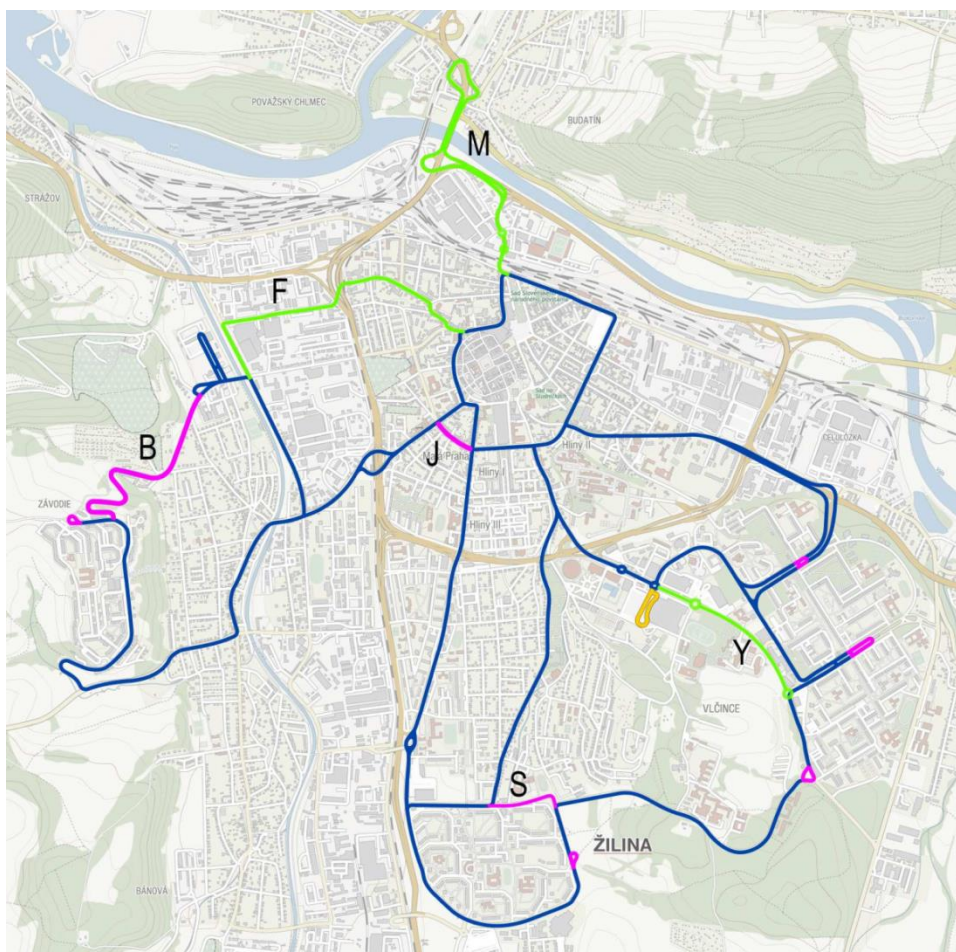 POVAŽSKÝ CHLMEC
BUDATÍN
M
STRÁŽOV
F
B
J
Malá Praha
Hliny I
Hliny II
CELULÓZKA
ZÁVODIE
Hliny III
Y
VLČINCE
S
ŽILINA
BÁNOVÁ